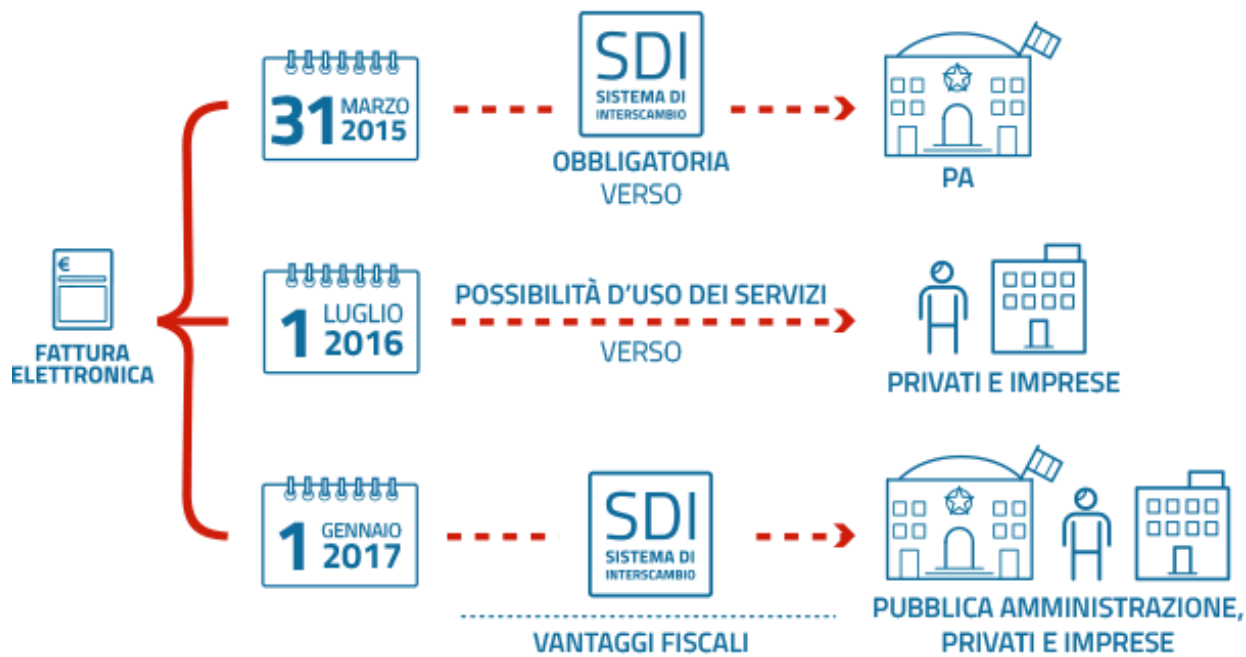 31 MARZO
2015
SDI
SISTEMA DI
INTERSCAMBIO
OBBLIGATORIA
VERSO
PA
€
FATTURA
ELETTRONICA
1 LUGLIO
2016
POSSIBILITÀ D'USO DEI SERVIZI
VERSO
PRIVATI E IMPRESE
1 GENNAIO
2017
SDI
SISTEMA DI
INTERSCAMBIO
VANTAGGI FISCALI
PUBBLICA AMMINISTRAZIONE,
PRIVATI E IMPRESE